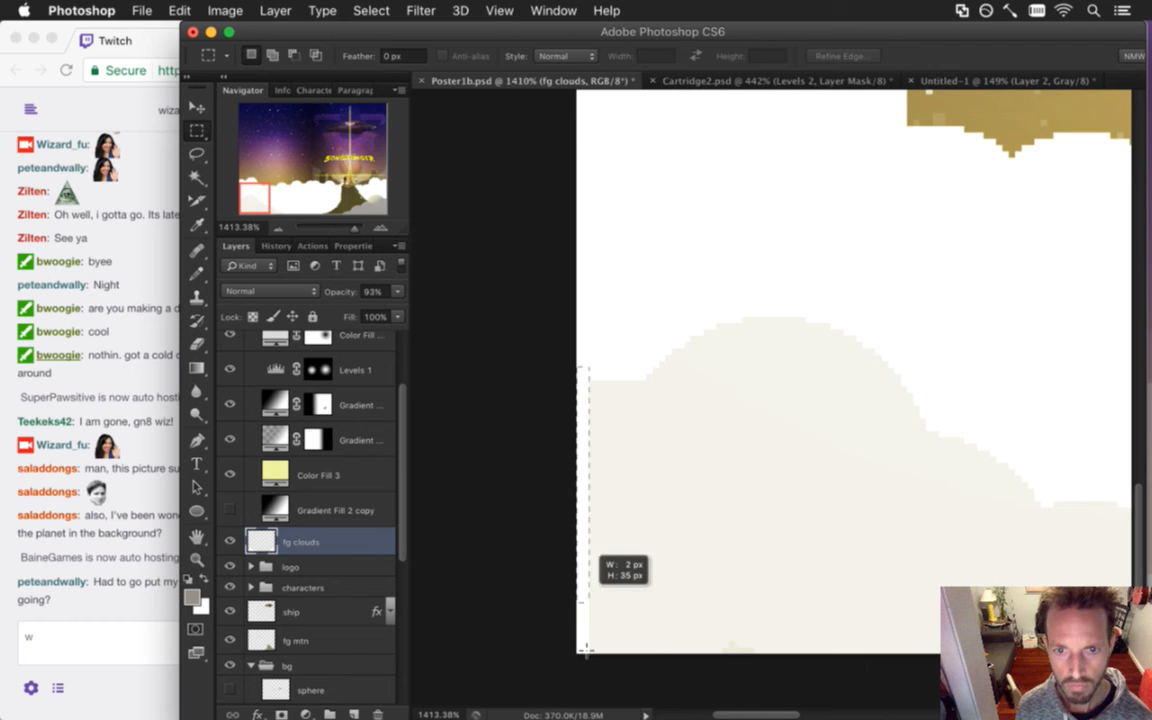 Photoshop File Edit Image Layer Type Select Filter 3D View Window Help
Adobe Photoshop CS6
Twitch
Secure
Feather: 0 px
Anti-alias
Style: Normal
Width:
Height:
Refine Edge...
NMW
Poster1b.psd @ 1410% (fg clouds, RGB/8*) *
Cartridge2.psd @ 442% (Levels 2, Layer Mask/8) *
Untitled-1 @ 149% (Layer 2, Gray/8) *
wiza
Navigator Info Characte Paragraj
Wizard_fu:
peteandwally:
Zilten:
Zilten: Oh well, i gotta go. Its late
Zilten: See ya
bwoogie: byee
peteandwally: Night
bwoogie: are you making a d
bwoogie: cool
bwoogie: nothin. got a cold
around
SuperPawsitive is now auto hosti
Teekeks42: I am gone, gn8 wiz!
Wizard_fu:
saladdongs: man, this picture su
saladdongs:
saladdongs: also, I've been won
the planet in the background?
BaineGames is now auto hosting
peteandwally: Had to go put my
going?
w
1413.38%
Layers History Actions Propertie
Kind
Normal Opacity: 93%
Lock: Fill: 100%
Color Fill ...
Levels 1
Gradient ...
Gradient ...
Color Fill 3
Gradient Fill 2 copy
fg clouds
logo
characters
ship fx
fg mtn
bg
sphere
fx
W: 2 px
H: 35 px
1413.38% Doc: 370.0K/18.9M